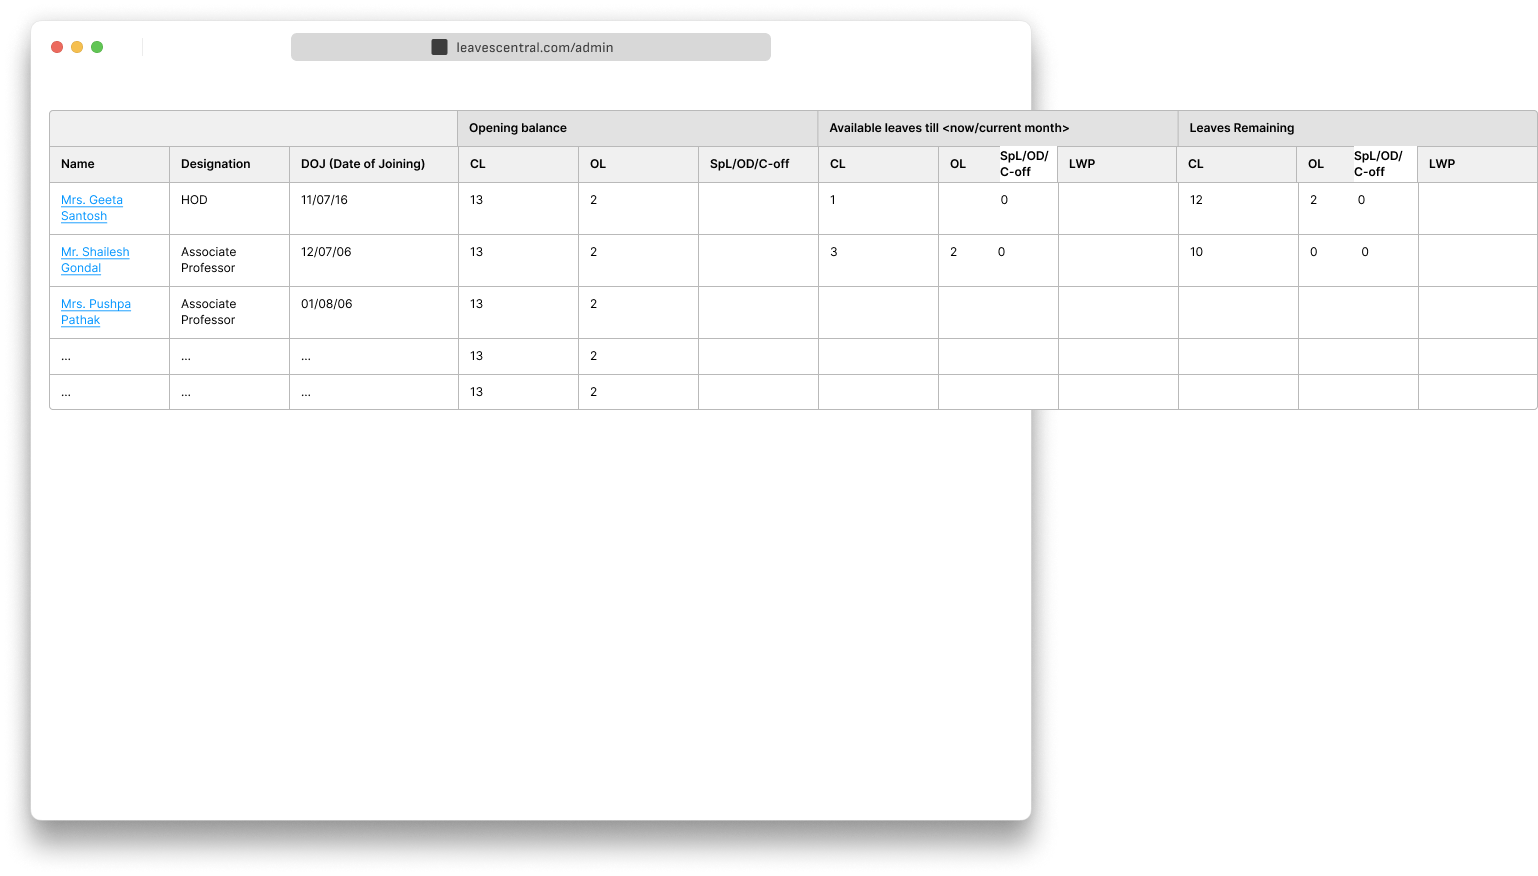 leavescentral.com/admin
Opening balance Available leaves till <now/current month> Leaves Remaining
Name Designation DOJ (Date of Joining) CL OL SpL/OD/C-off CL OL SpL/OD/ LWP CL OL SpL/OD/ LWP
C-off C-off
Mrs. Geeta HOD 11/07/16 13 2 1 0 12 2 0
Santosh
Mr. Shailesh Associate 12/07/06 13 2 3 2 0 10 0 0
Gondal Professor
Mrs. Pushpa Associate 01/08/06 13 2
Pathak Professor
... ... ... 13 2
... ... ... 13 2